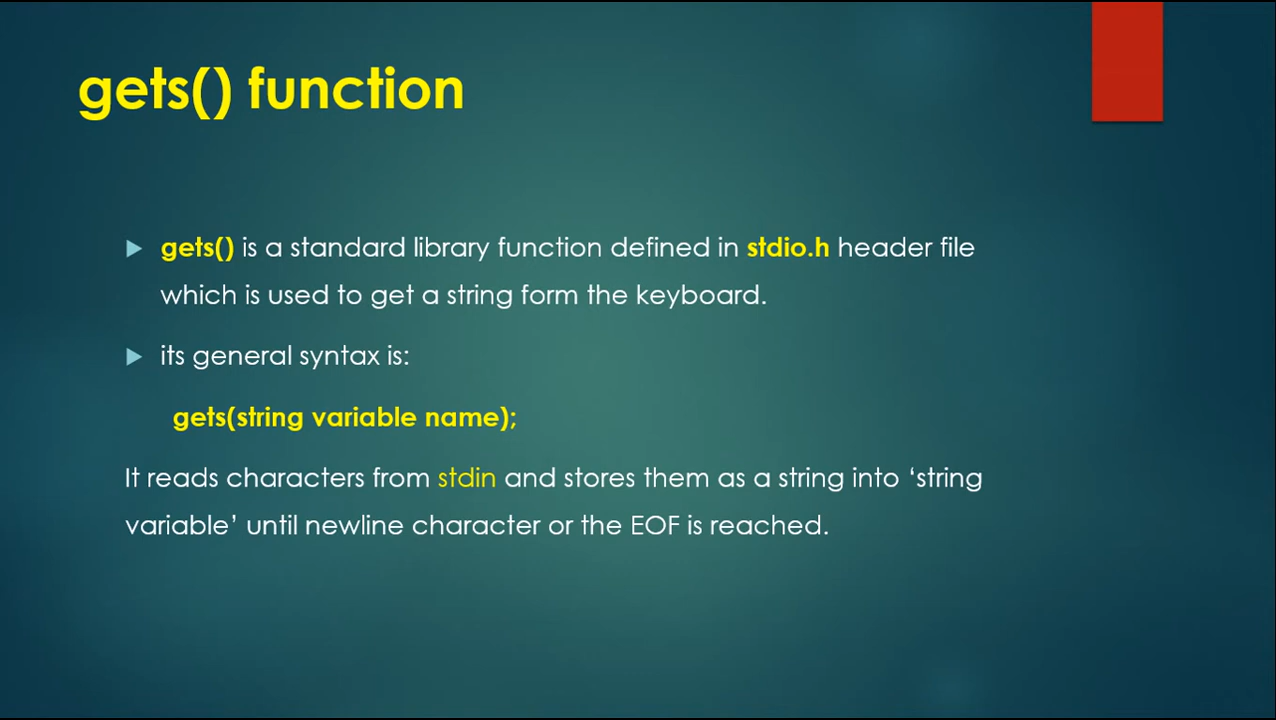 gets() function
gets() is a standard library function defined in stdio.h header file
which is used to get a string form the keyboard.
its general syntax is:
gets(string variable name);
It reads characters from stdin and stores them as a string into ‘string
variable’ until newline character or the EOF is reached.